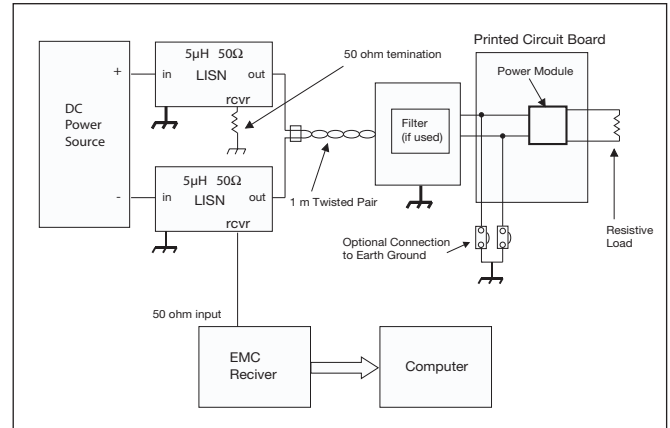 Printed Circuit Board
Power Module
5µH 50Ω
LISN
in
out
rcvr
50 ohm temination
+
DC
Power
Source
-
Filter
(if used)
5µH 50Ω
LISN
in
out
rcvr
1 m Twisted Pair
Optional Connection
to Earth Ground
Resistive
Load
50 ohm input
EMC
Reciver
Computer